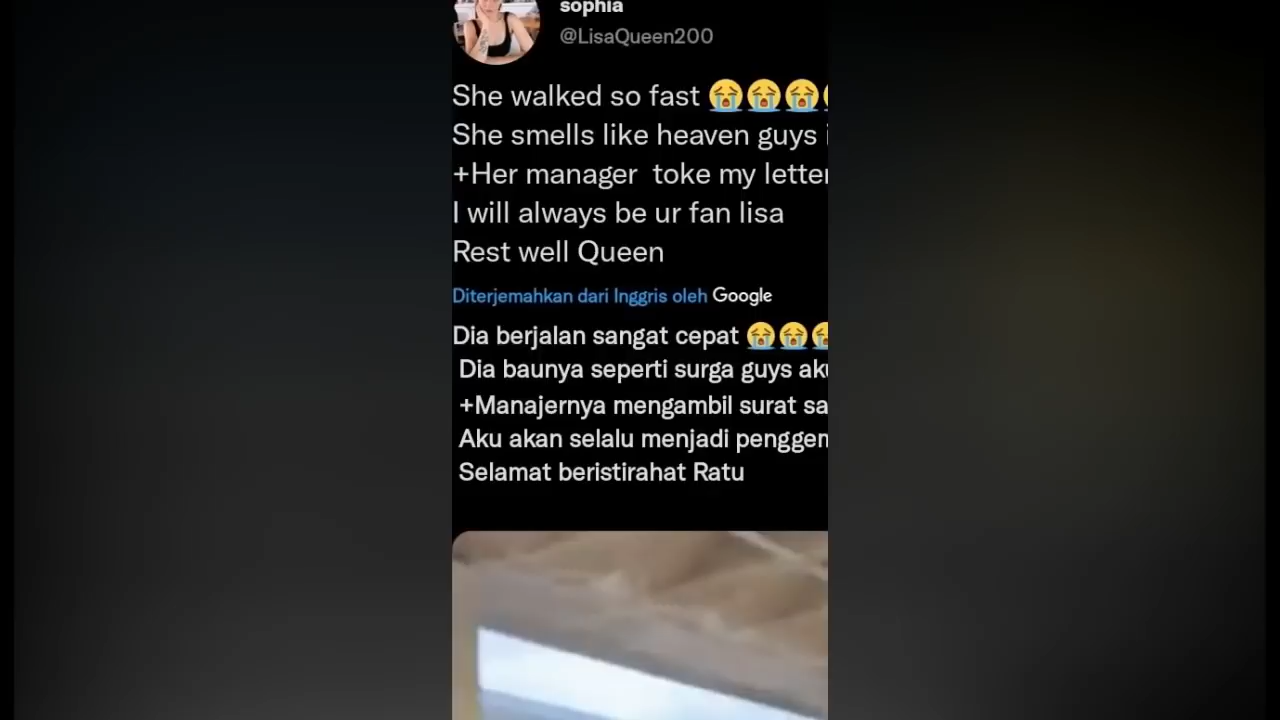 sophia
@LisaQueen200
She walked so fast 😭😭😭
She smells like heaven guys
+Her manager toke my letter
I will always be ur fan lisa
Rest well Queen
Diterjemahkan dari Inggris oleh Google
Dia berjalan sangat cepat 😭😭😭
Dia baunya seperti surga guys
+Manajernya mengambil surat
Aku akan selalu menjadi
Selamat beristirahat Ratu